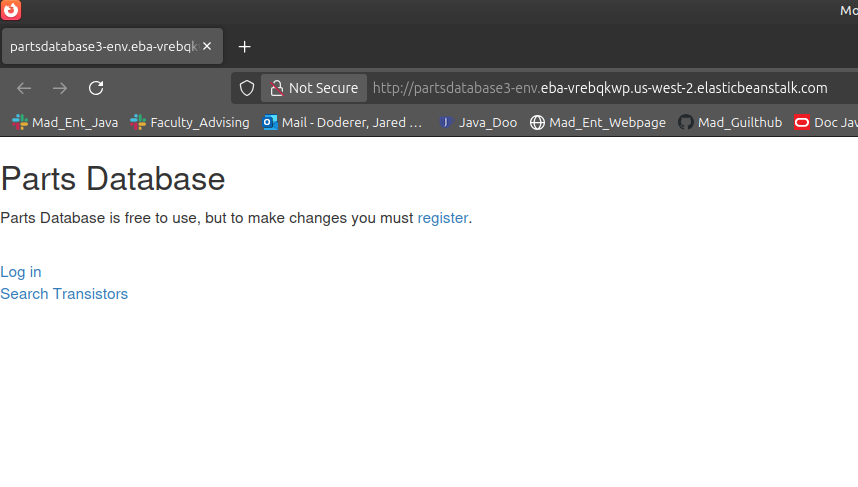 Mo
partsdatabase3-env.eba-vrebqk
Not Secure http://partsdatabase3-env.eba-vrebqkwp.us-west-2.elasticbeanstalk.com
Mad_Ent_Java Faculty_Advising Mail - Doderer, Jared ... Java_Doo Mad_Ent_Webpage Mad_Guilthub Doc Jav
Parts Database
Parts Database is free to use, but to make changes you must register.
Log in
Search Transistors